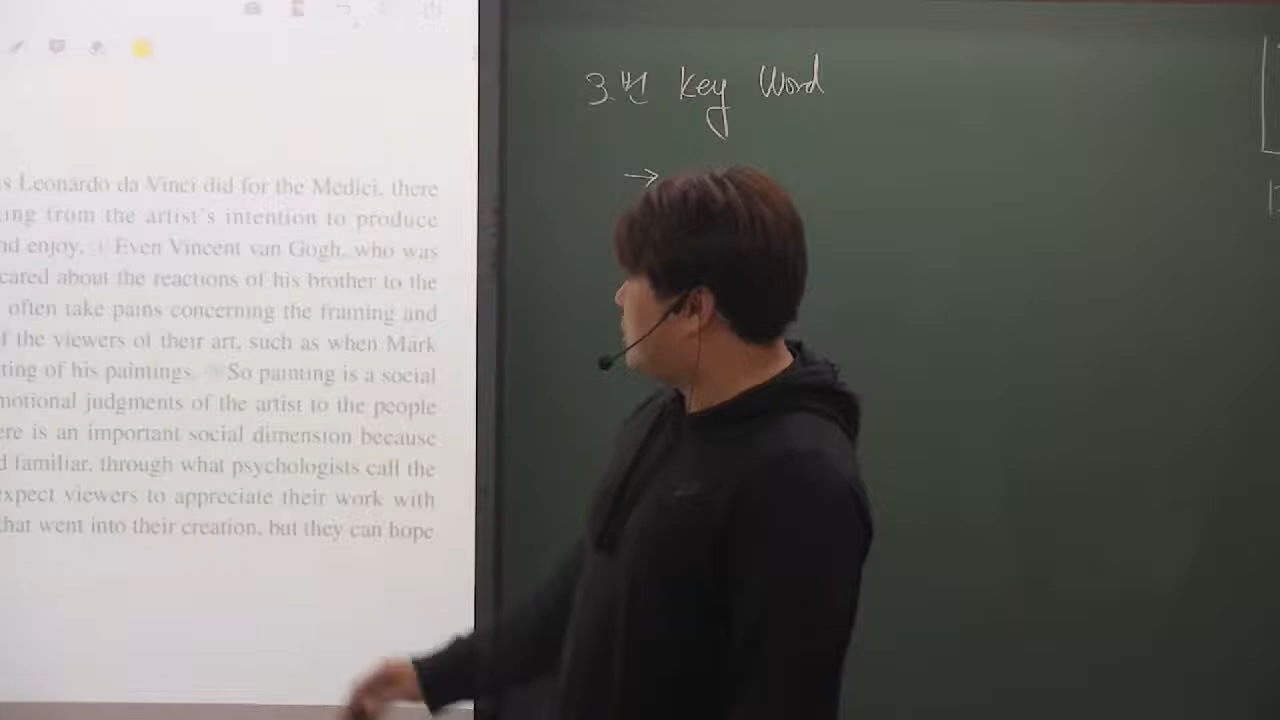 s Leonardo da Vinci did for the Medici, there
ing from the artist's intention to produce
nd enjoy. Even Vincent van Gogh, who was
cared about the reactions of his brother to the
often take pains concerning the framing and
f the viewers of their art, such as when Mark
ting of his paintings. So painting is a social
motional judgments of the artist to the people
ere is an important social dimension because
d familiar, through what psychologists call the
expect viewers to appreciate their work with
that went into their creation, but they can hope
3.번 Key Word
→